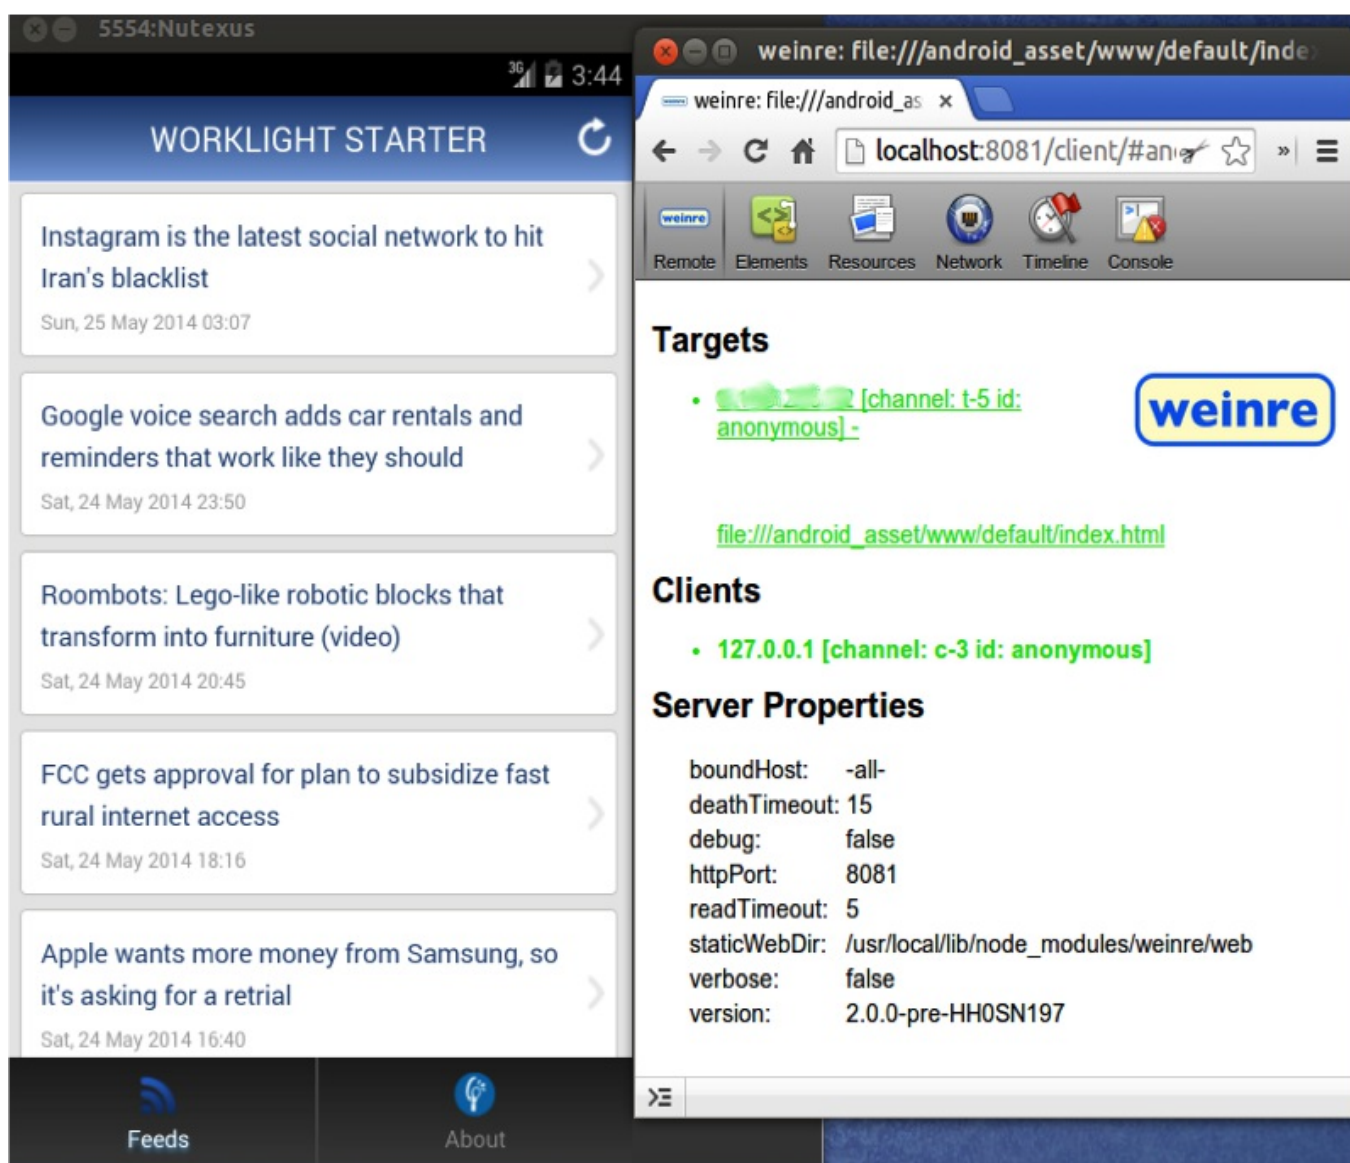 5554:Nutexus
3G 3:44
WORKLIGHT STARTER
Instagram is the latest social network to hit
Iran's blacklist
Sun, 25 May 2014 03:07
Google voice search adds car rentals and
reminders that work like they should
Sat, 24 May 2014 23:50
Roombots: Lego-like robotic blocks that
transform into furniture (video)
Sat, 24 May 2014 20:45
FCC gets approval for plan to subsidize fast
rural internet access
Sat, 24 May 2014 18:16
Apple wants more money from Samsung, so
it's asking for a retrial
Sat, 24 May 2014 16:40
Feeds About
weinre: file:///android_asset/www/default/inde
weinre: file:///android_as
localhost:8081/client/#an
weinre
Remote Elements Resources Network Timeline Console
Targets
[channel: t-5 id:
anonymous] -
weinre
file:///android_asset/www/default/index.html
Clients
• 127.0.0.1 [channel: c-3 id: anonymous]
Server Properties
boundHost: -all-
deathTimeout: 15
debug: false
httpPort: 8081
readTimeout: 5
staticWebDir: /usr/local/lib/node_modules/weinre/web
verbose: false
version: 2.0.0-pre-HH0SN197